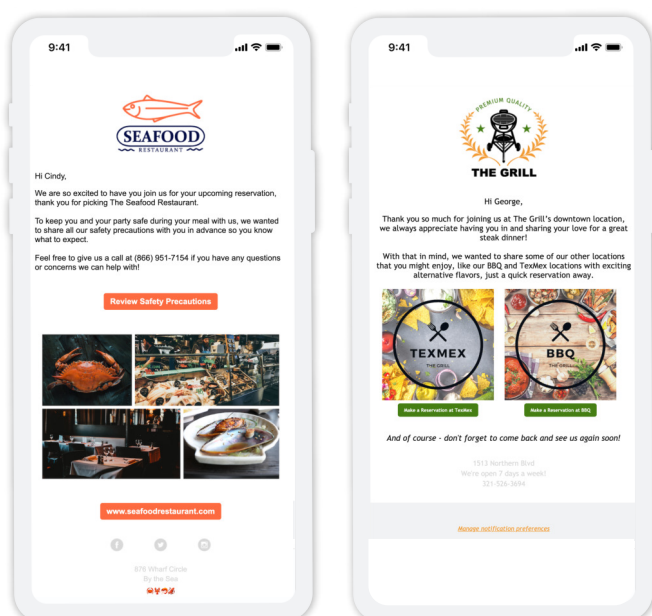 9:41
SEAFOOD
RESTAURANT
Hi Cindy,
We are so excited to have you join us for your upcoming reservation,
thank you for picking The Seafood Restaurant.
To keep you and your party safe during your meal with us, we wanted
to share all our safety precautions with you in advance so you know
what to expect.
Feel free to give us a call at (866) 951-7154 if you have any questions
or concerns we can help with!
Review Safety Precautions
www.seafoodrestaurant.com
878 Wharf Circle
By the Sea
9:41
PREMIUM QUALITY
THE GRILL
Hi George,
Thank you so much for joining us at The Grill's downtown location,
we always appreciate having you in and sharing your love for a great
steak dinner!
With that in mind, we wanted to share some of our other locations
that you might enjoy, like our BBQ and TexMex locations with exciting
alternative flavors, just a quick reservation away.
TEXMEX
THE GRILL
BBQ
THE GRILL
Make a Reservation at TexMex
Make a Reservation at BBQ
And of course - don't forget to come back and see us again soon!
1513 Northern Blvd
We're open 7 days a week!
321-526-3694
Manage notification preferences